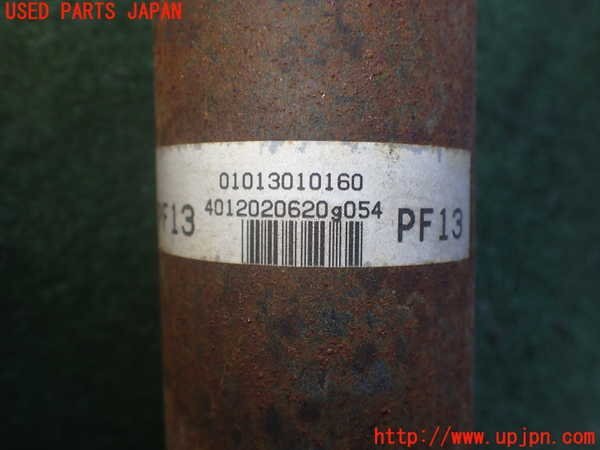 USED PARTS JAPAN
01013010160
4012020620g054
PF13
PF13
http://www.upjpn.com/